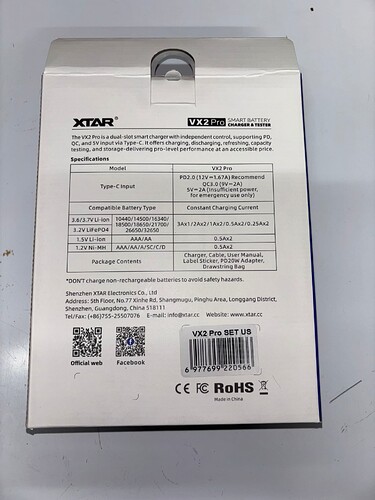 XTAR®
VX2 Pro SMART BATTERY
CHARGER & TESTER
The VX2 Pro is a dual-slot smart charger with independent control, supporting PD,
QC, and 5V input via Type-C. It offers charging, discharging, refreshing, capacity
testing, and storage-delivering pro-level performance at an accessible price.
Specifications
Model VX2 Pro
Type-C Input
PD2.0 (12V⎓1.67A) Recommend
QC3.0 (9V⎓2A)
5V⎓2A (Insufficient power,
for emergency use only)
Compatible Battery Type Constant Charging Current
3.6/3.7V Li-ion
3.2V LiFePO4
10440/14500/16340/
18500/18650/21700/
26650/32650
3Ax1/2Ax2/1Ax2/0.5Ax2/0.25Ax2
1.5V Li-ion AAA/AA 0.5Ax2
1.2V Ni-MH AAA/AA/A/SC/C/D 0.5Ax2
Package Contents
Charger, Cable, User Manual,
Label Sticker, PD20W Adapter,
Drawstring Bag
*DON'T charge non-rechargeable batteries to avoid safety hazards!
Shenzhen XTAR Electronics Co., Ltd
Address: 5th Floor, No.77 Xinhe Rd, Shangmugu, Pinghu Area, Longgang District,
Shenzhen, Guangdong, China 518111
Tel/Fax: (+86)755-25507076 E-mail: info@xtar.cc Website: www.xtar.cc
Official web
Facebook
VX2 Pro SET US
6 977699 220566
CE FC RoHS
Made in China